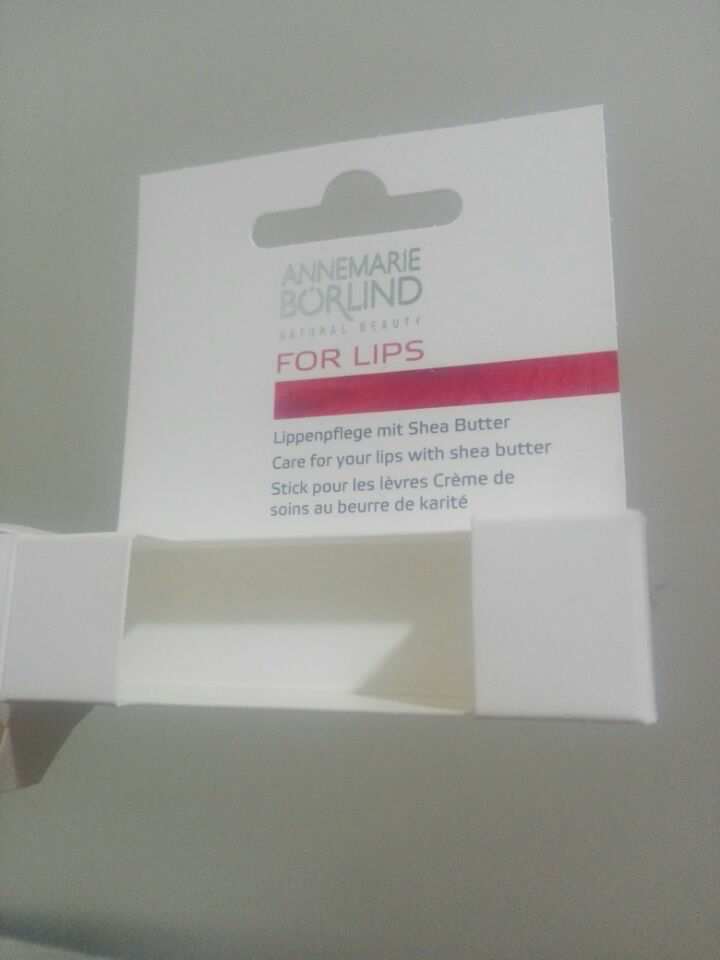 ANNEMARIE
BÖRLIND
NATURAL BEAUTY
FOR LIPS
Lippenpflege mit Shea Butter
Care for your lips with shea butter
Stick pour les lèvres Crème de
soins au beurre de karité